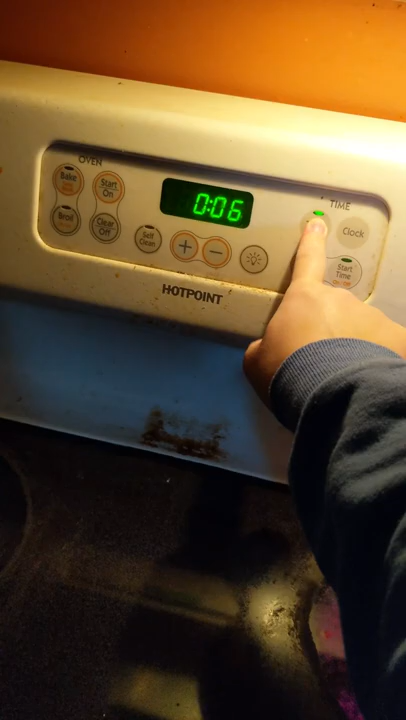 OVEN
TIME
Bake
Start
On
Broil
Clear
Off
Self
Clean
+
−
0:06
Clock
Start
Time
HOTPOINT